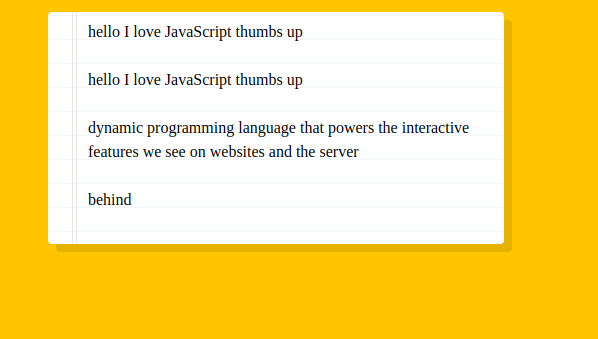 hello I love JavaScript thumbs up
hello I love JavaScript thumbs up
dynamic programming language that powers the interactive
features we see on websites and the server
behind